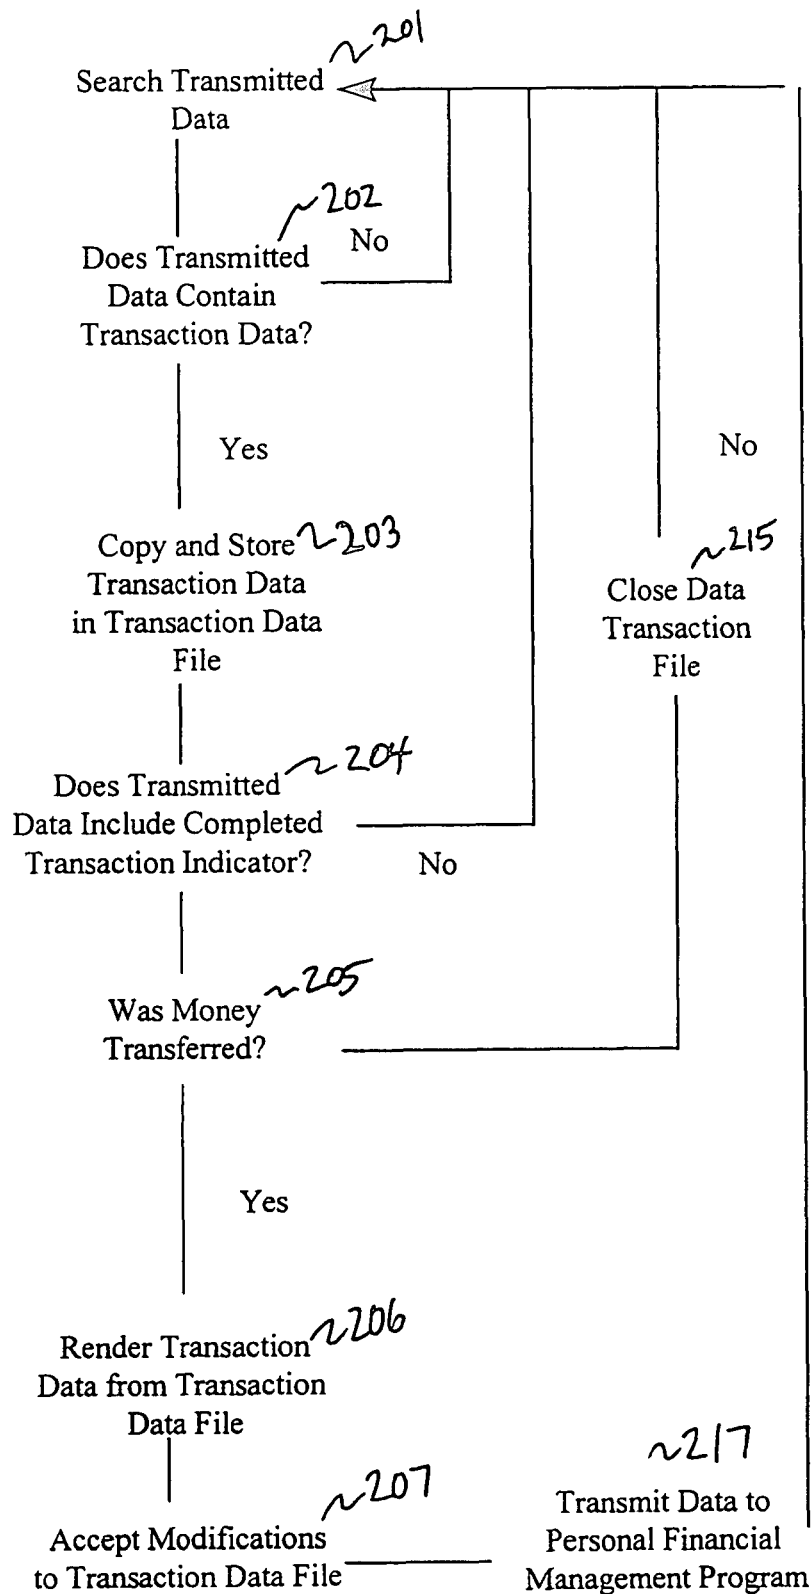 ~201
Search Transmitted
Data
~202
No
Does Transmitted
Data Contain
Transaction Data?
Yes
No
Copy and Store ~203
Transaction Data
in Transaction Data
File
~215
Close Data
Transaction
File
~204
Does Transmitted
Data Include Completed
Transaction Indicator?
No
~205
Was Money
Transferred?
Yes
~206
Render Transaction
Data from Transaction
Data File
~207
Accept Modifications
to Transaction Data File
~217
Transmit Data to
Personal Financial
Management Program